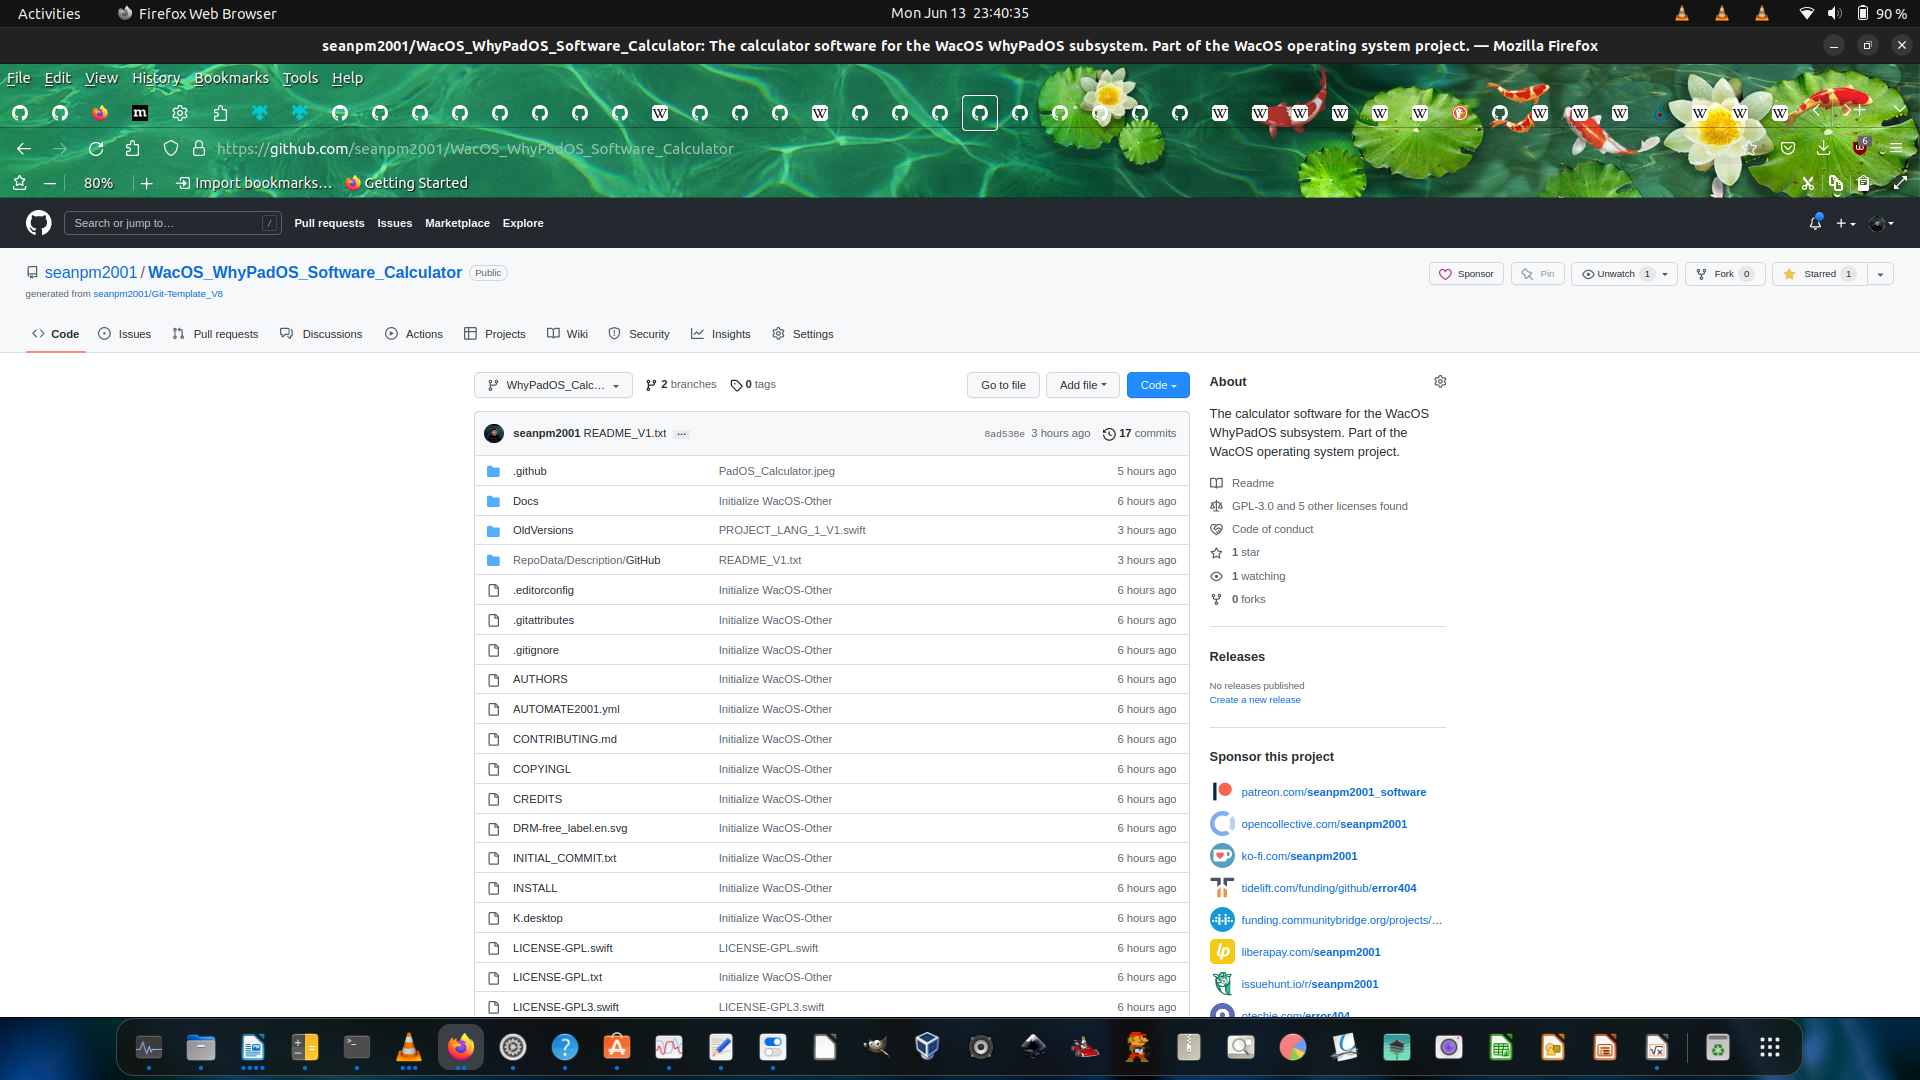 Activities Firefox Web Browser Mon Jun 13 23:40:35 90 %
seanpm2001/WacOS_WhyPadOS_Software_Calculator: The calculator software for the WacOS WhyPadOS subsystem. Part of the WacOS operating system project. — Mozilla Firefox
File Edit View History Bookmarks Tools Help
https://github.com/seanpm2001/WacOS_WhyPadOS_Software_Calculator 6
80% Import bookmarks… Getting Started
Search or jump to… / Pull requests Issues Marketplace Explore
seanpm2001 / WacOS_WhyPadOS_Software_Calculator Public Sponsor Pin Unwatch 1 Fork 0 Starred 1
generated from seanpm2001/Git-Template_V8
Code Issues Pull requests Discussions Actions Projects Wiki Security Insights Settings
WhyPadOS_Calc… 2 branches 0 tags Go to file Add file Code
seanpm2001 README_V1.txt … 8ad538e 3 hours ago 17 commits
.github PadOS_Calculator.jpeg 5 hours ago
Docs Initialize WacOS-Other 6 hours ago
OldVersions PROJECT_LANG_1_V1.swift 3 hours ago
RepoData/Description/GitHub README_V1.txt 3 hours ago
.editorconfig Initialize WacOS-Other 6 hours ago
.gitattributes Initialize WacOS-Other 6 hours ago
.gitignore Initialize WacOS-Other 6 hours ago
AUTHORS Initialize WacOS-Other 6 hours ago
AUTOMATE2001.yml Initialize WacOS-Other 6 hours ago
CONTRIBUTING.md Initialize WacOS-Other 6 hours ago
COPYINGL Initialize WacOS-Other 6 hours ago
CREDITS Initialize WacOS-Other 6 hours ago
DRM-free_label.en.svg Initialize WacOS-Other 6 hours ago
INITIAL_COMMIT.txt Initialize WacOS-Other 6 hours ago
INSTALL Initialize WacOS-Other 6 hours ago
K.desktop Initialize WacOS-Other 6 hours ago
LICENSE-GPL.swift LICENSE-GPL.swift 6 hours ago
LICENSE-GPL.txt Initialize WacOS-Other 6 hours ago
LICENSE-GPL3.swift LICENSE-GPL3.swift 6 hours ago
About
The calculator software for the WacOS
WhyPadOS subsystem. Part of the
WacOS operating system project.
Readme
GPL-3.0 and 5 other licenses found
Code of conduct
1 star
1 watching
0 forks
Releases
No releases published
Create a new release
Sponsor this project
patreon.com/seanpm2001_software
opencollective.com/seanpm2001
ko-fi.com/seanpm2001
tidelift.com/funding/github/error404
funding.communitybridge.org/projects/…
liberapay.com/seanpm2001
issuehunt.io/r/seanpm2001
otechie.com/error404